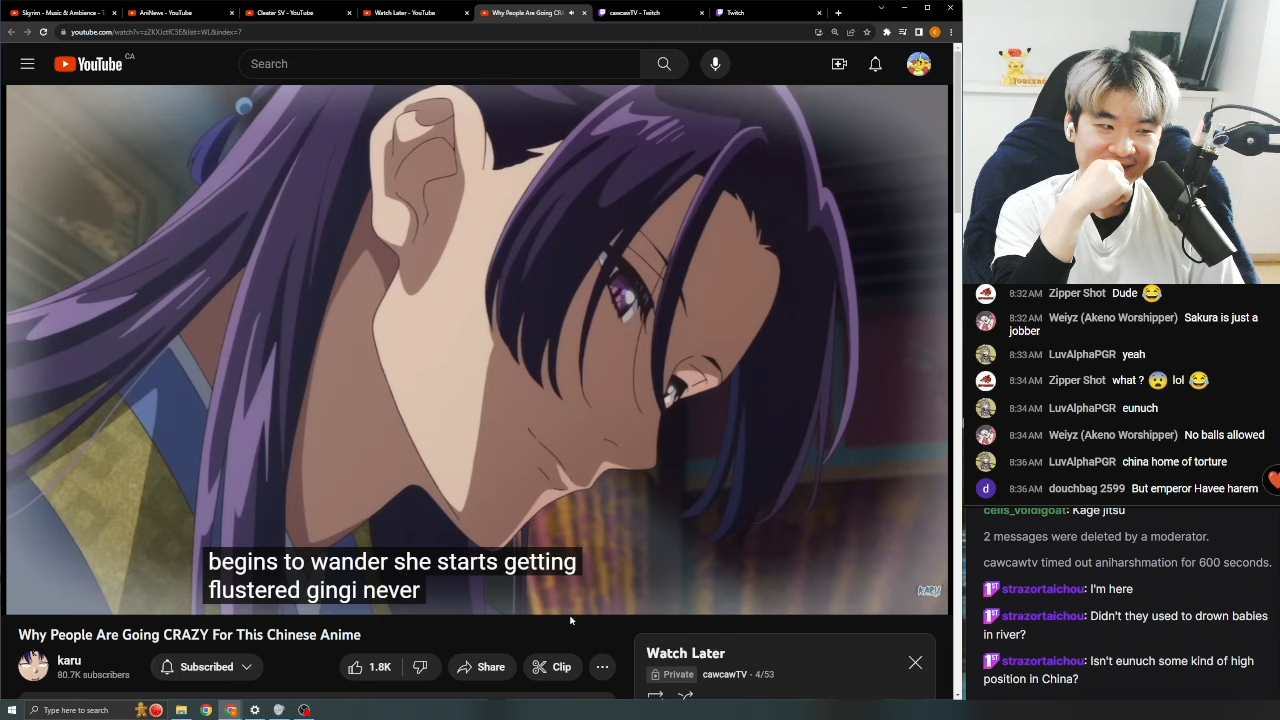 Skyrim - Music & Ambience - T
AniNews - YouTube
Cleater SV - YouTube
Watch Later - YouTube
Why People Are Going CR
cawcawTV - Twitch
Twitch
youtube.com/watch?v=zZKXJctfC3E&list=WL&index=7
YouTube CA
Search
TOBLERO
begins to wander she starts getting
flustered gingi never
KARU
Why People Are Going CRAZY For This Chinese Anime
karu
80.7K subscribers
Subscribed
1.8K
Share
Clip
Watch Later
Private cawcawTV - 4/53
8:32 AM Zipper Shot Dude 😂
8:32 AM Weiyz (Akeno Worshipper) Sakura is just a
jobber
8:33 AM LuvAlphaPGR yeah
8:34 AM Zipper Shot what ? 😨 lol 😂
8:34 AM LuvAlphaPGR eunuch
8:34 AM Weiyz (Akeno Worshipper) No balls allowed
8:36 AM LuvAlphaPGR china home of torture
d 8:36 AM douchbag 2599 But emperor Havee harem
cells_voidigoat: Kage jitsu
2 messages were deleted by a moderator.
cawcawtv timed out aniharshmation for 600 seconds.
1ST strazortaichou: I'm here
1ST strazortaichou: Didn't they used to drown babies
in river?
1ST strazortaichou: Isn't eunuch some kind of high
position in China?
Type here to search